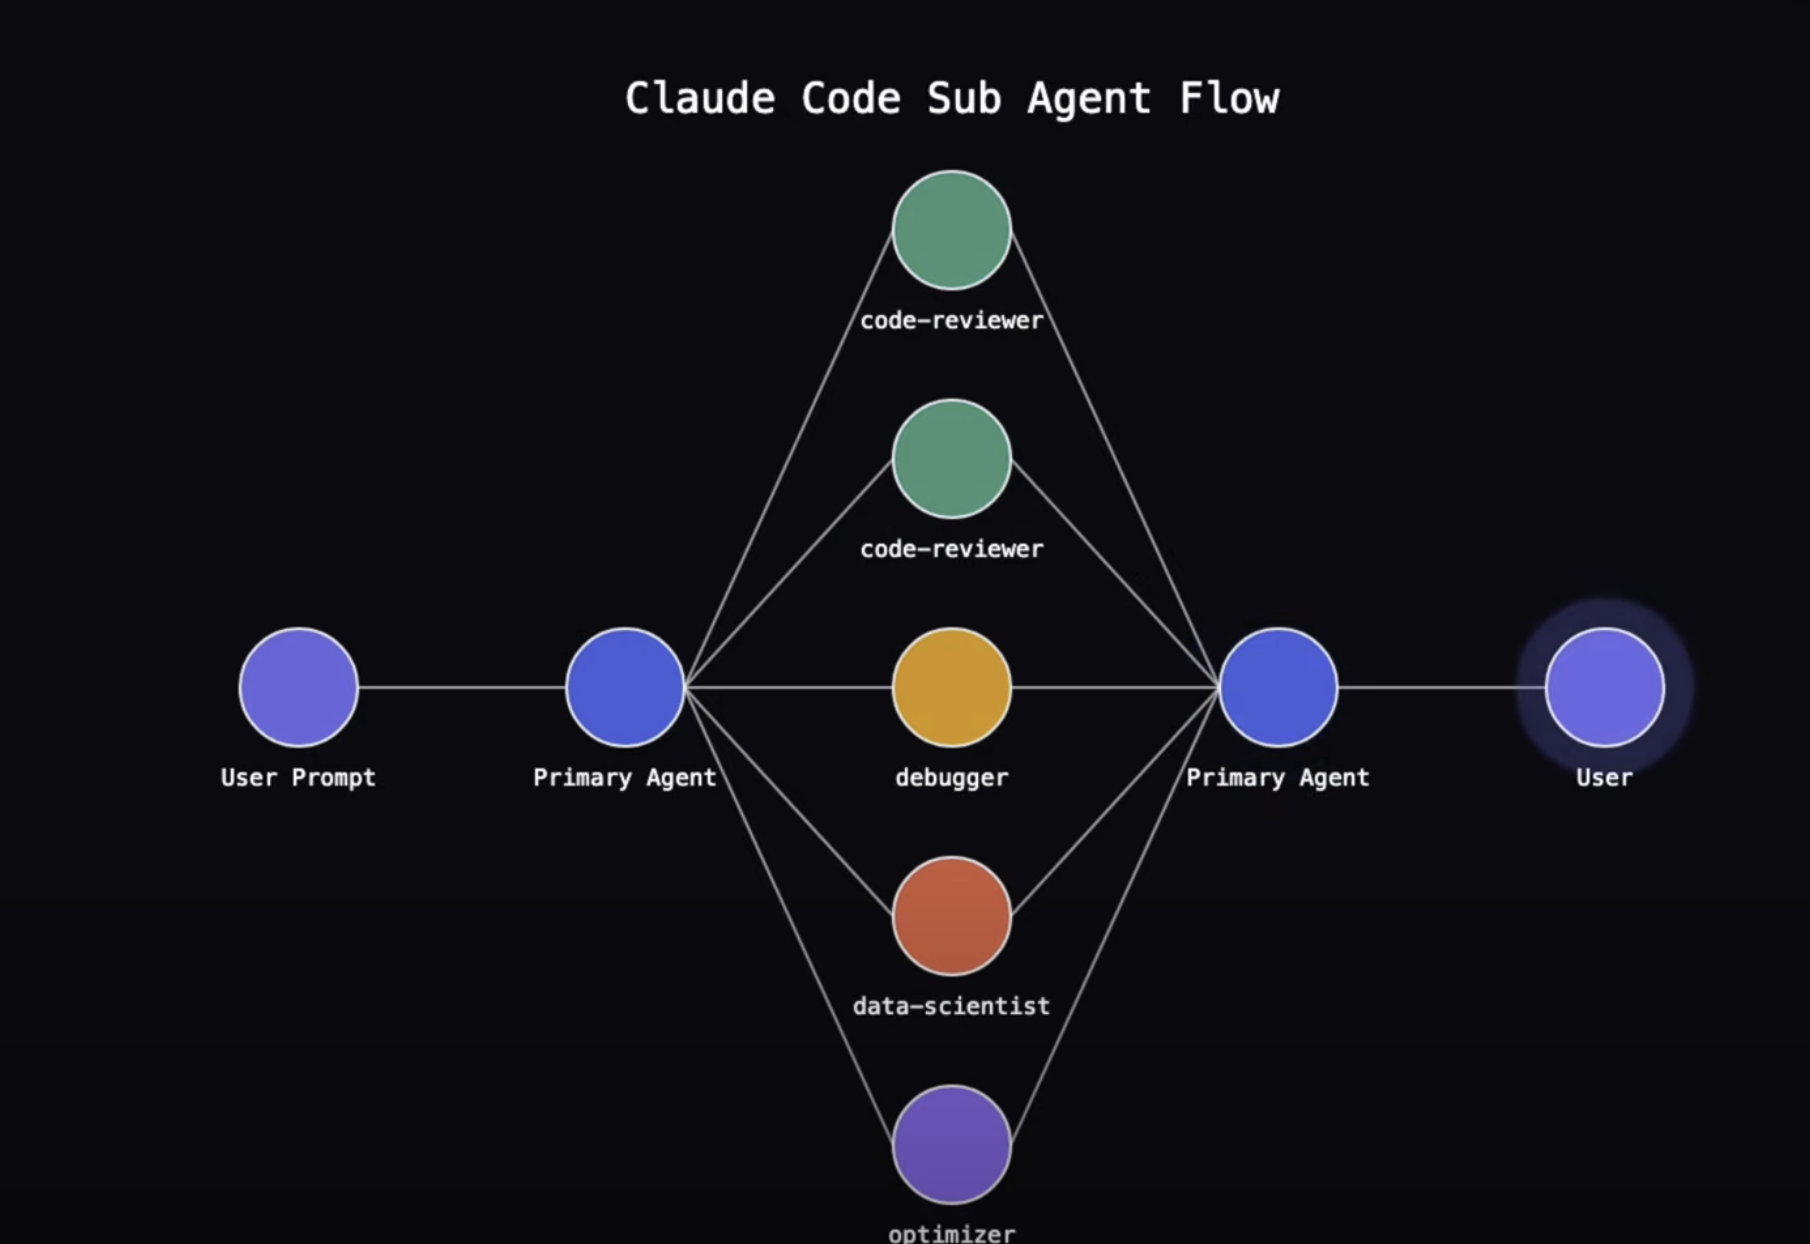 Claude Code Sub Agent Flow
code-reviewer
code-reviewer
User Prompt
Primary Agent
debugger
Primary Agent
User
data-scientist
optimizer